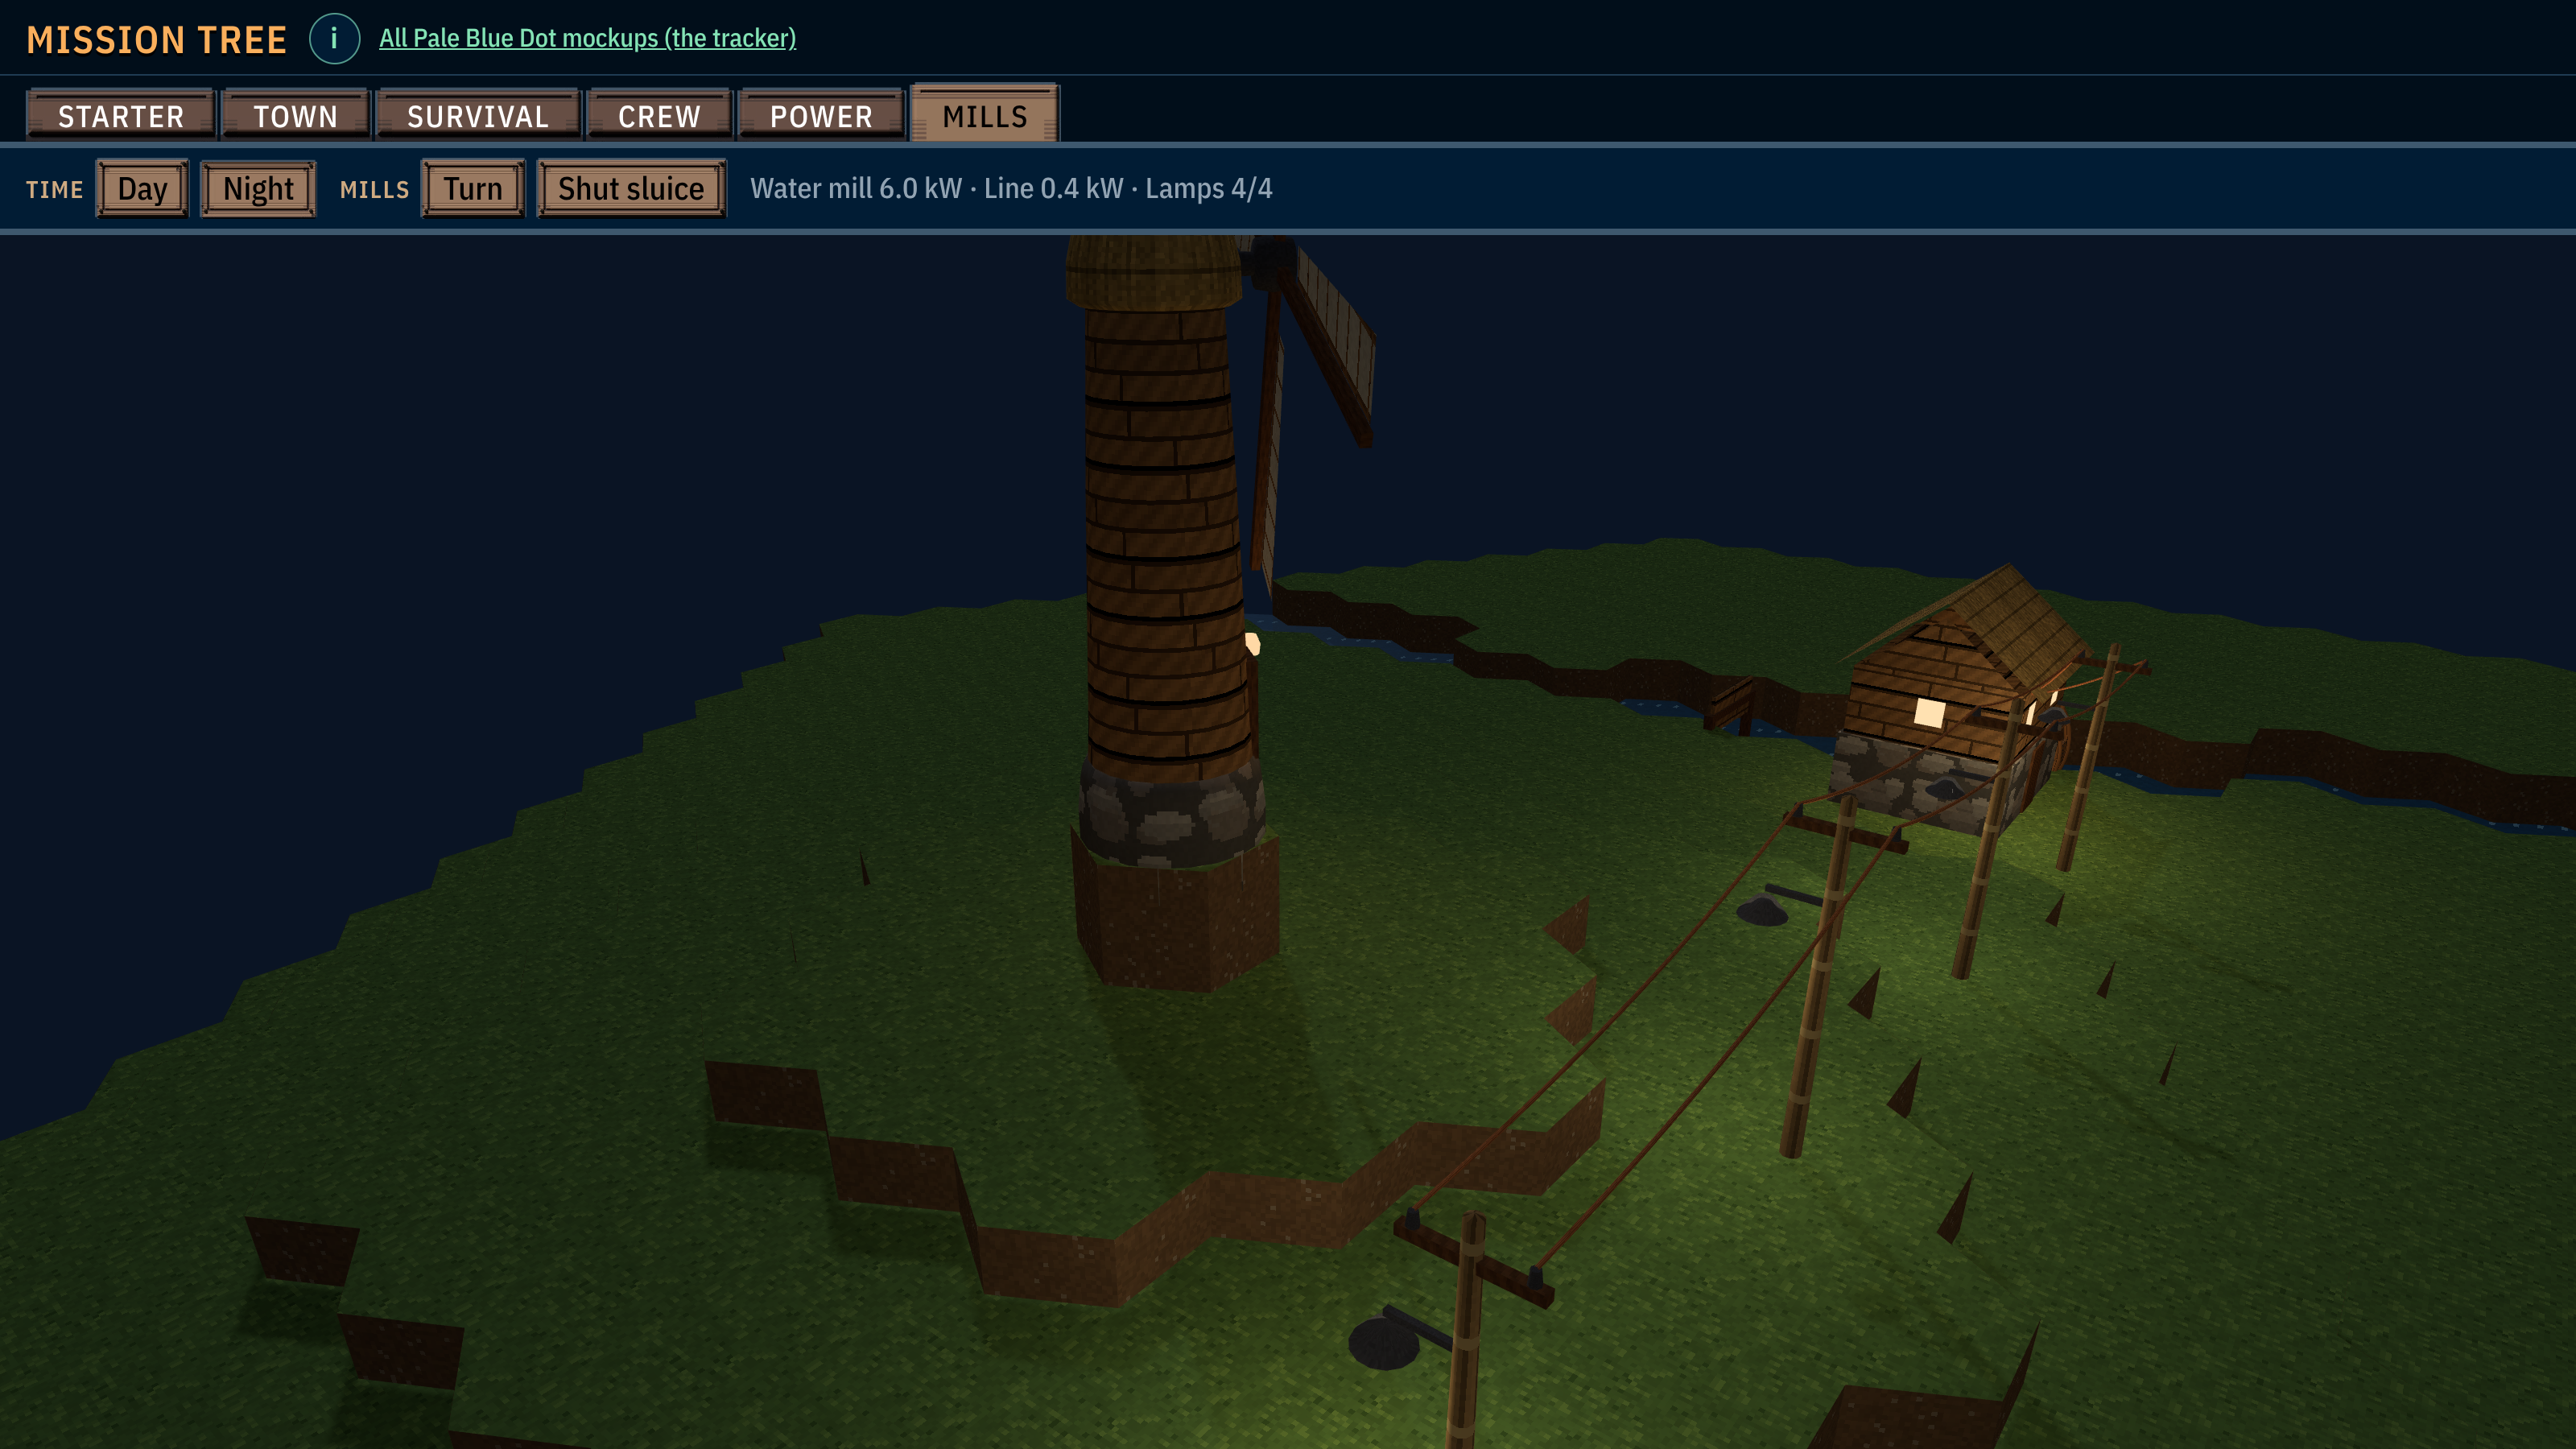 MISSION TREE i All Pale Blue Dot mockups (the tracker)
STARTER TOWN SURVIVAL CREW POWER MILLS
TIME Day Night MILLS Turn Shut sluice Water mill 6.0 kW · Line 0.4 kW · Lamps 4/4